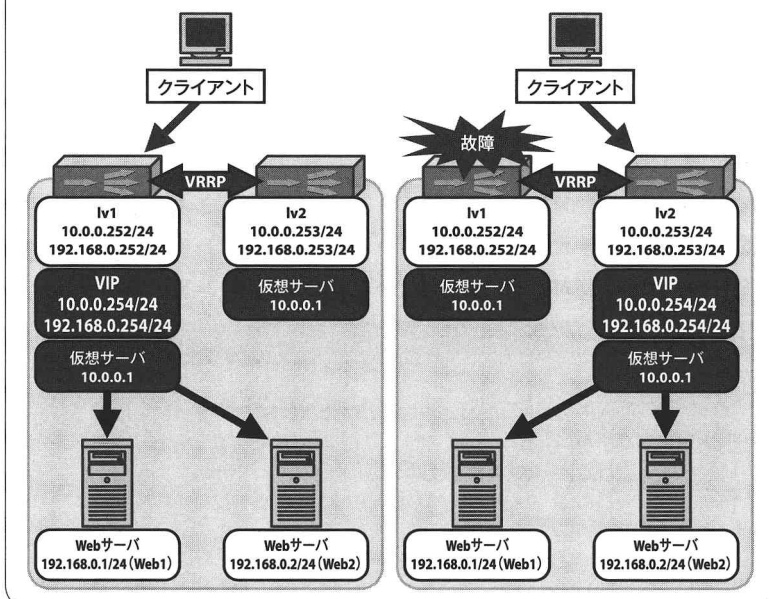 クライアント
VRRP
lv1
10.0.0.252/24
192.168.0.252/24
lv2
10.0.0.253/24
192.168.0.253/24
VIP
10.0.0.254/24
192.168.0.254/24
仮想サーバ
10.0.0.1
仮想サーバ
10.0.0.1
Webサーバ
192.168.0.1/24(Web1)
Webサーバ
192.168.0.2/24(Web2)
クライアント
故障
VRRP
lv1
10.0.0.252/24
192.168.0.252/24
lv2
10.0.0.253/24
192.168.0.253/24
仮想サーバ
10.0.0.1
VIP
10.0.0.254/24
192.168.0.254/24
仮想サーバ
10.0.0.1
Webサーバ
192.168.0.1/24(Web1)
Webサーバ
192.168.0.2/24(Web2)